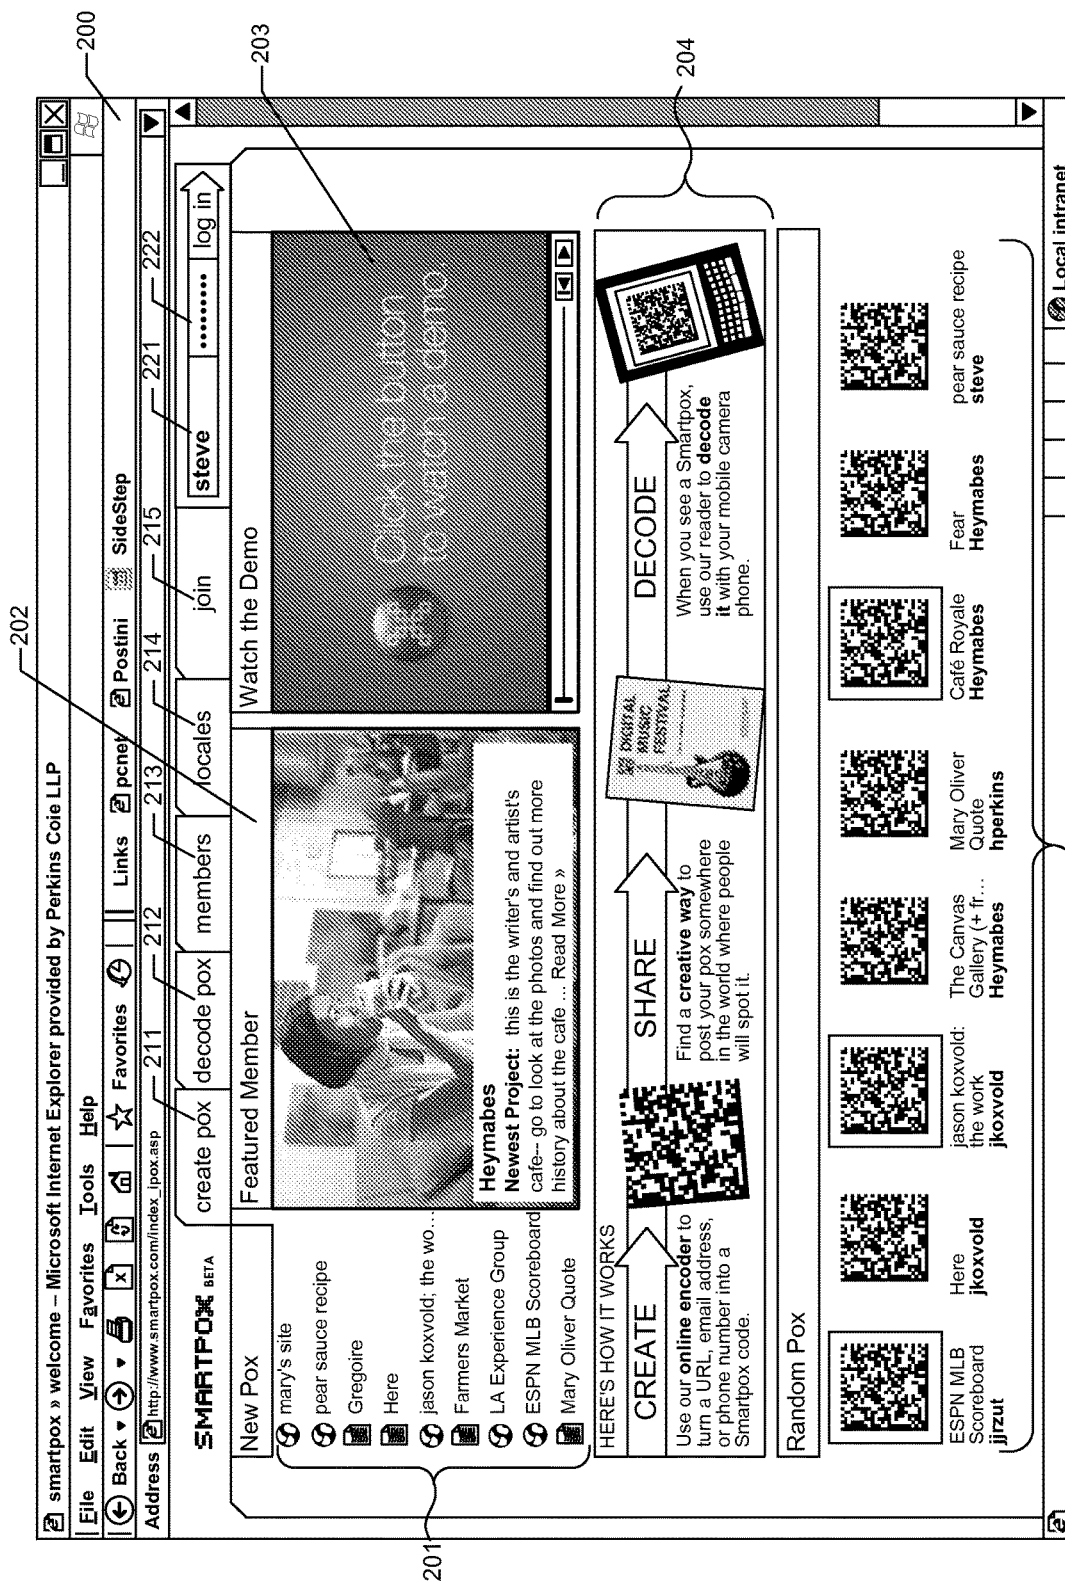 200
202
203
204
201
smartpox » welcome – Microsoft Internet Explorer provided by Perkins Coie LLP
File Edit View Favorites Tools Help
Back Favorites Links pcnet Postini SideStep
Address http://www.smartpox.com/index_ipox.asp
211 212 213 214 215 221 222
SMARTPOX BETA
create pox decode pox members locales join steve •••••••••• log in
New Pox
mary's site
pear sauce recipe
Gregoire
Here
jason koxvold; the wo...
Farmers Market
LA Experience Group
ESPN MLB Scoreboard
Mary Oliver Quote
Featured Member
Heymabes
Newest Project: this is the writer's and artist's
cafe-- go to look at the photos and find out more
history about the cafe ... Read More »
Watch the Demo
Click the button
to watch a demo.
HERE'S HOW IT WORKS
CREATE
Use our online encoder to
turn a URL, email address,
or phone number into a
Smartpox code.
SHARE
Find a creative way to
post your pox somewhere
in the world where people
will spot it.
DIGITAL
MUSIC
FESTIVAL
DECODE
When you see a Smartpox,
use our reader to decode
it with your mobile camera
phone.
Random Pox
ESPN MLB
Scoreboard
jjrzut
Here
jkoxvold
jason koxvold:
the work
jkoxvold
The Canvas
Gallery (+ fr...
Heymabes
Mary Oliver
Quote
hperkins
Café Royale
Heymabes
Fear
Heymabes
pear sauce recipe
steve
Local intranet